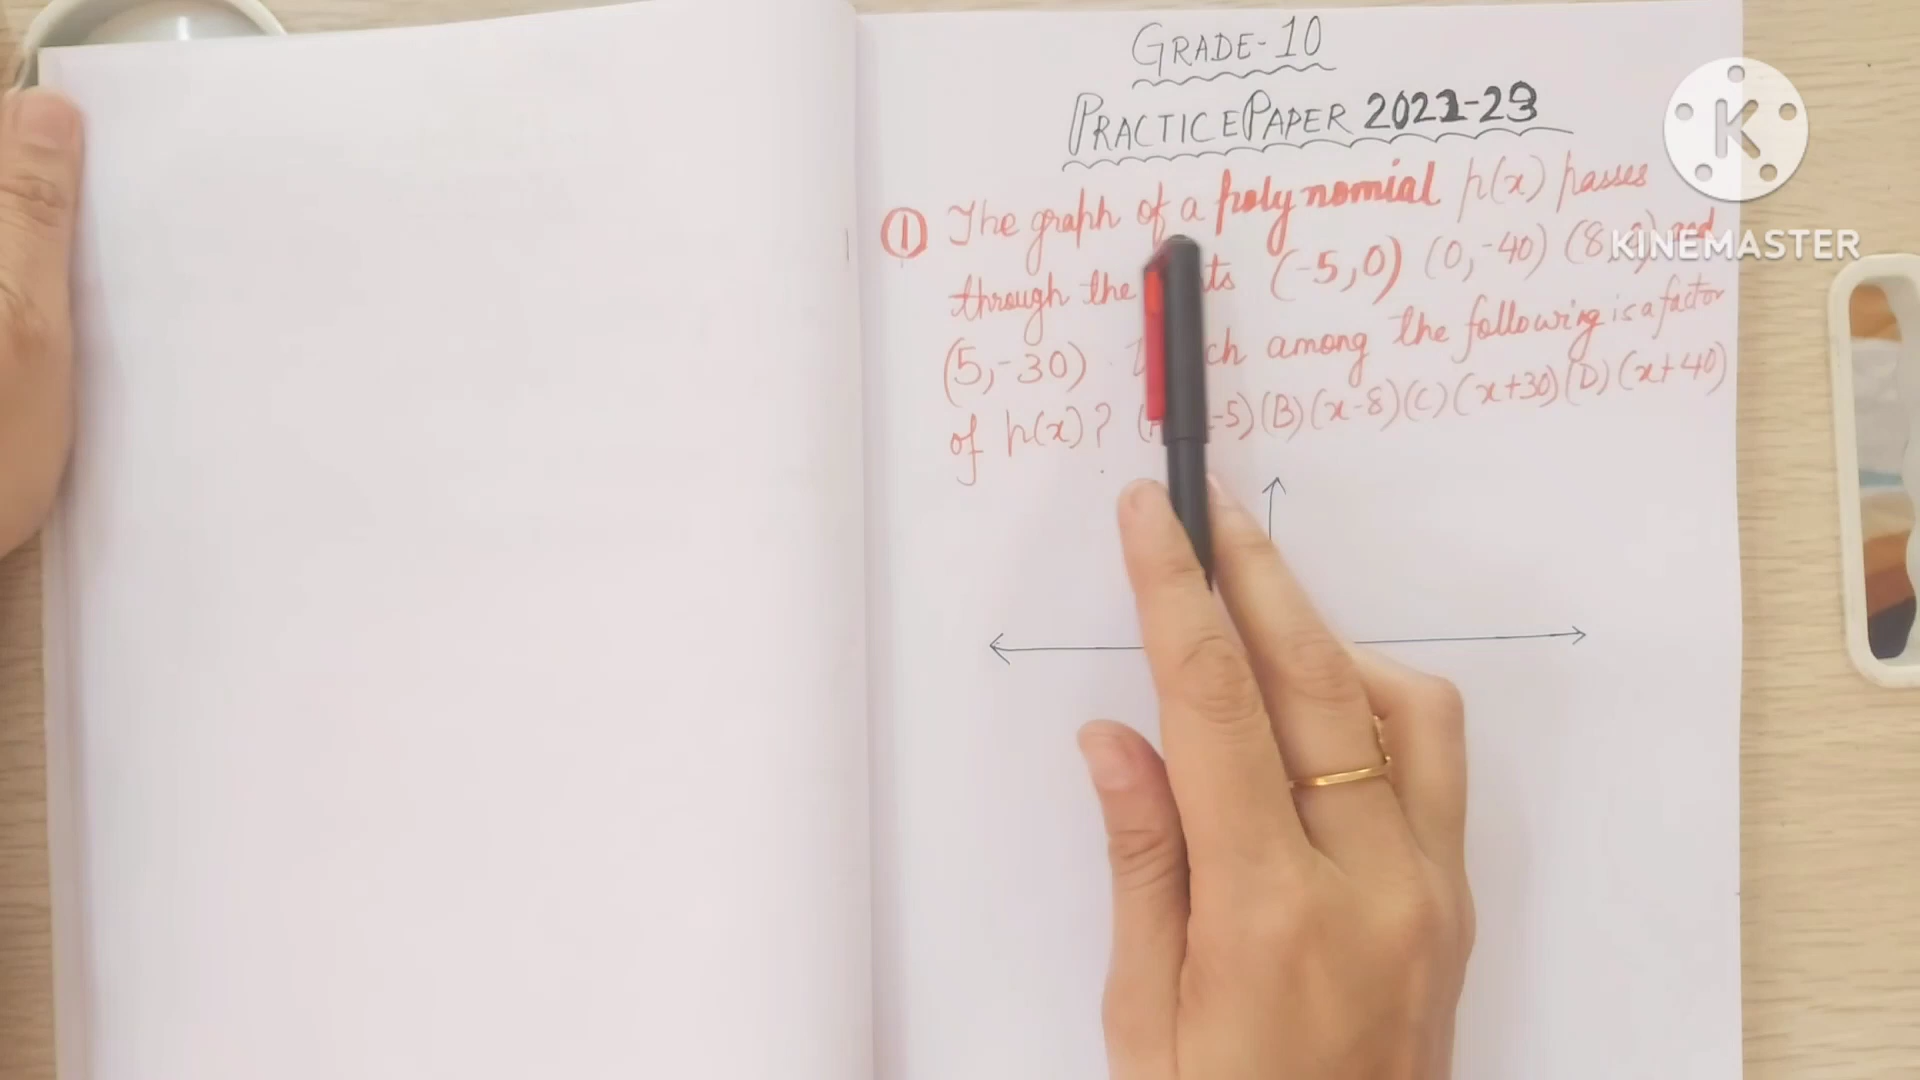 GRADE-10
PRACTICE PAPER 2022-23
① The graph of a polynomial p(x) passes
through the (-5,0) (0,-40) (8, and
(5,-30). among the following is a factor
of p(x)? -5) (B) (x-8) (C) (x+30) (D) (x+40)
K
KINEMASTER